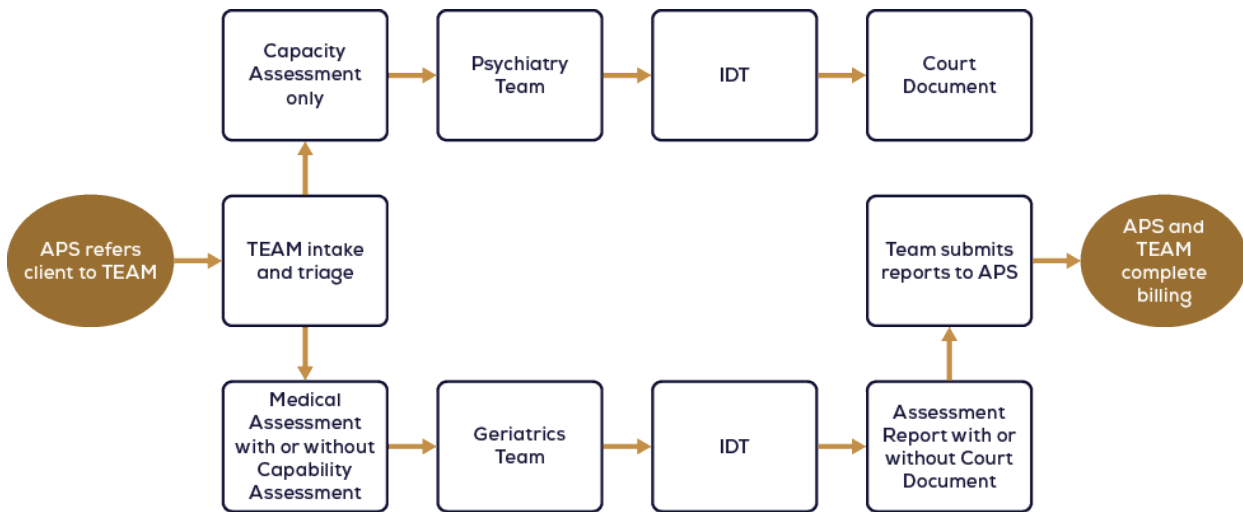 Capacity
Assessment
only
Psychiatry
Team
IDT
Court
Document
APS refers
client to TEAM
TEAM intake
and triage
Team submits
reports to APS
APS and
TEAM
complete
billing
Medical
Assessment
with or without
Capability
Assessment
Geriatrics
Team
IDT
Assessment
Report with or
without Court
Document